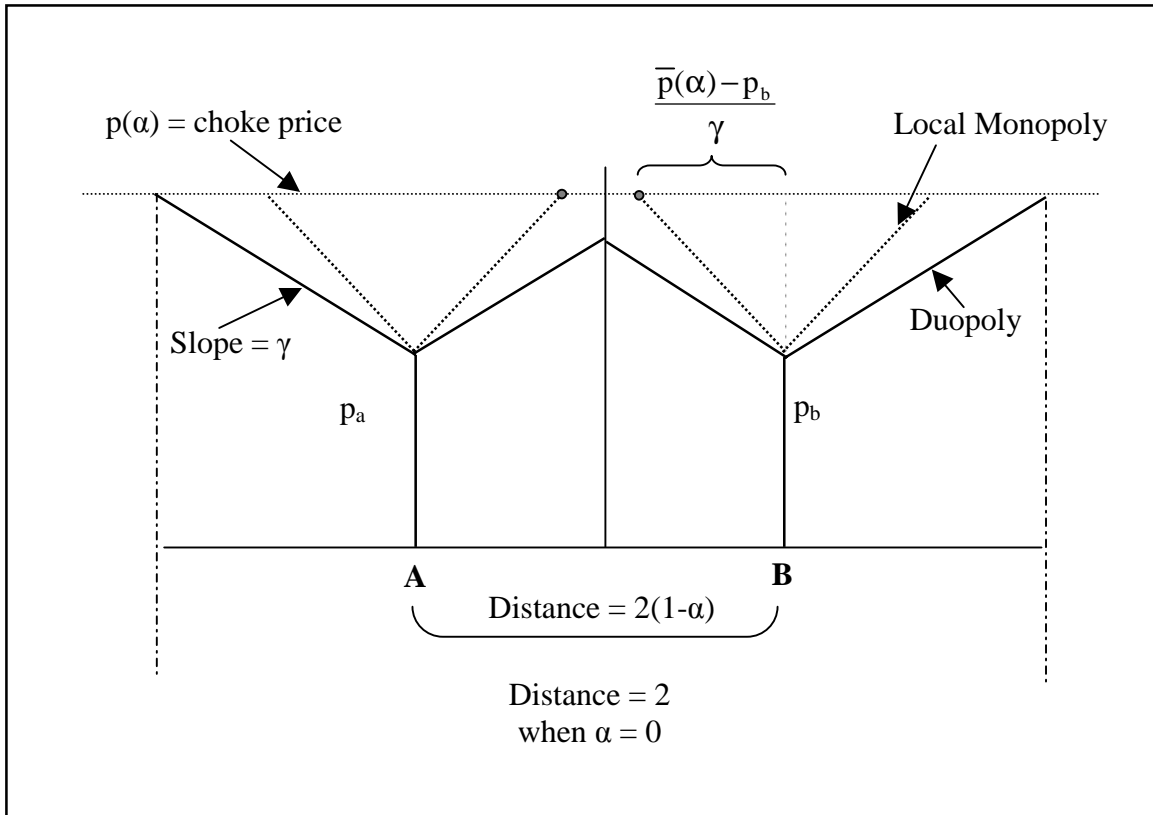 p̅(α) − p_b
γ
p(α) = choke price
Local Monopoly
Slope = γ
Duopoly
p_a
p_b
A
B
Distance = 2(1-α)
Distance = 2
when α = 0